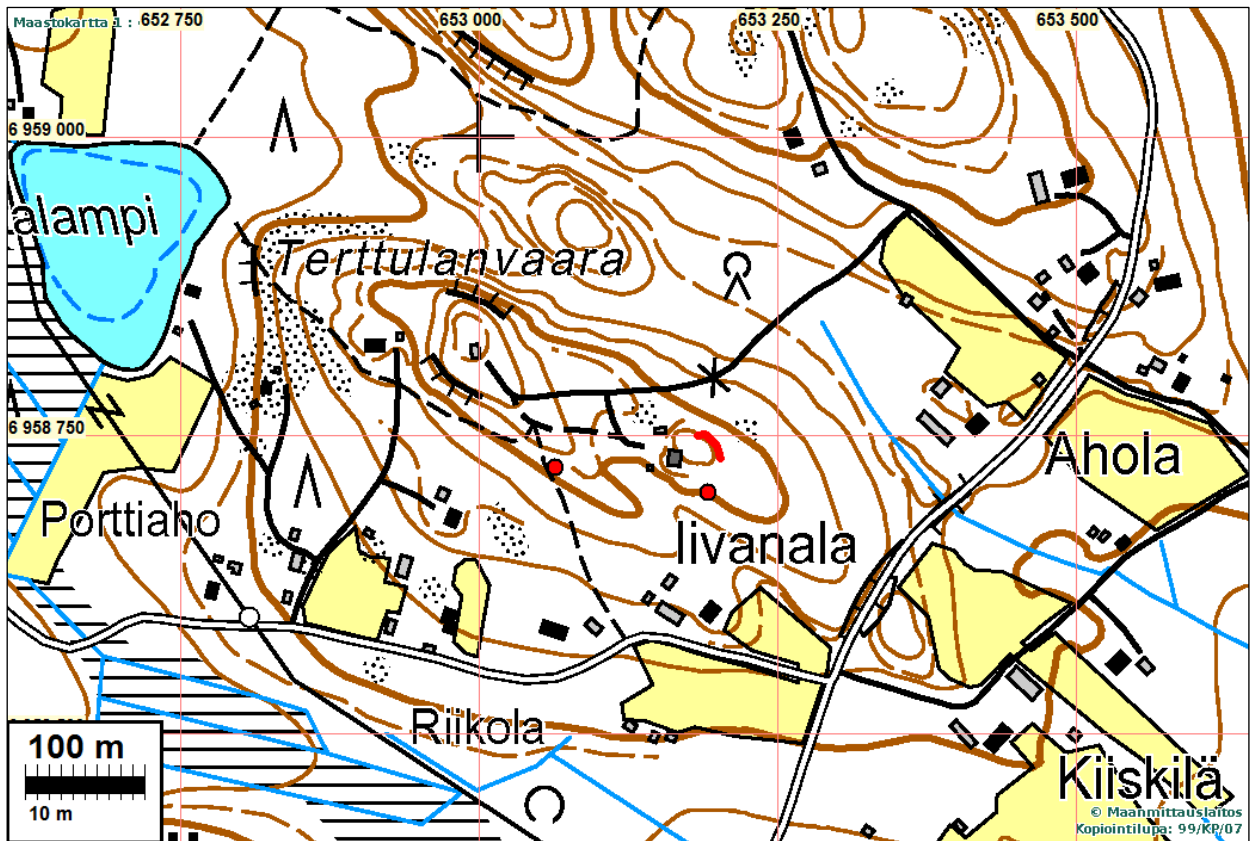 Maastokartta 1 :
652 750
653 000
653 250
653 500
6 959 000
alampi
Terttulanvaara
6 958 750
Ahola
Porttiaho
Iivanala
Riikola
100 m
10 m
Kiiskilä
© Maanmittauslaitos
Kopiointilupa: 99/KP/07